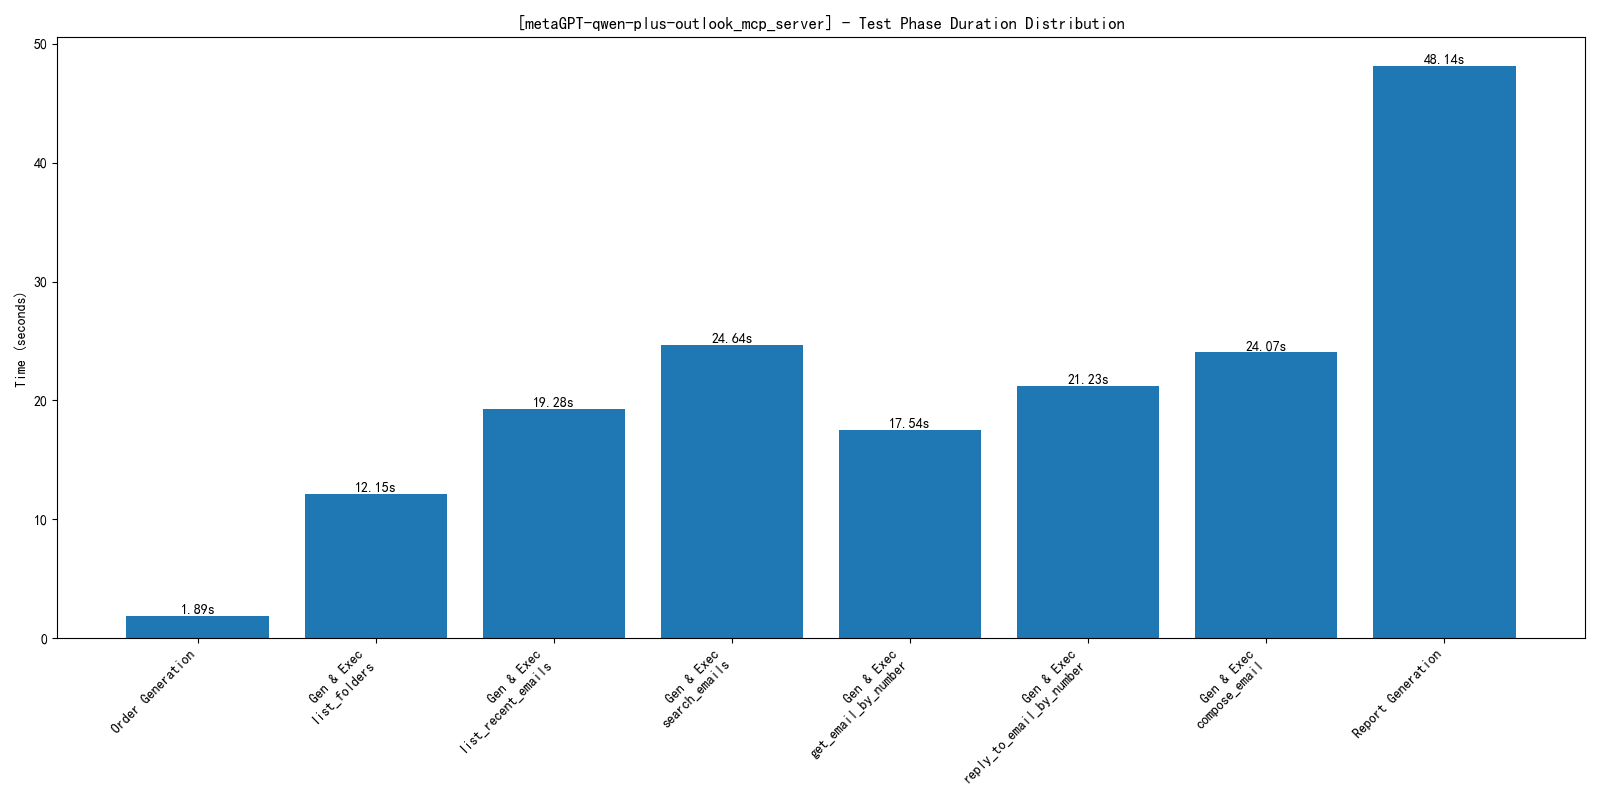 [metaGPT-qwen-plus-outlook_mcp_server] - Test Phase Duration Distribution
Time (seconds)
50
40
30
20
10
0
1.89s
12.15s
19.28s
24.64s
17.54s
21.23s
24.07s
48.14s
Order Generation
Gen & Exec
list_folders
Gen & Exec
list_recent_emails
Gen & Exec
search_emails
Gen & Exec
get_email_by_number
Gen & Exec
reply_to_email_by_number
Gen & Exec
compose_email
Report Generation